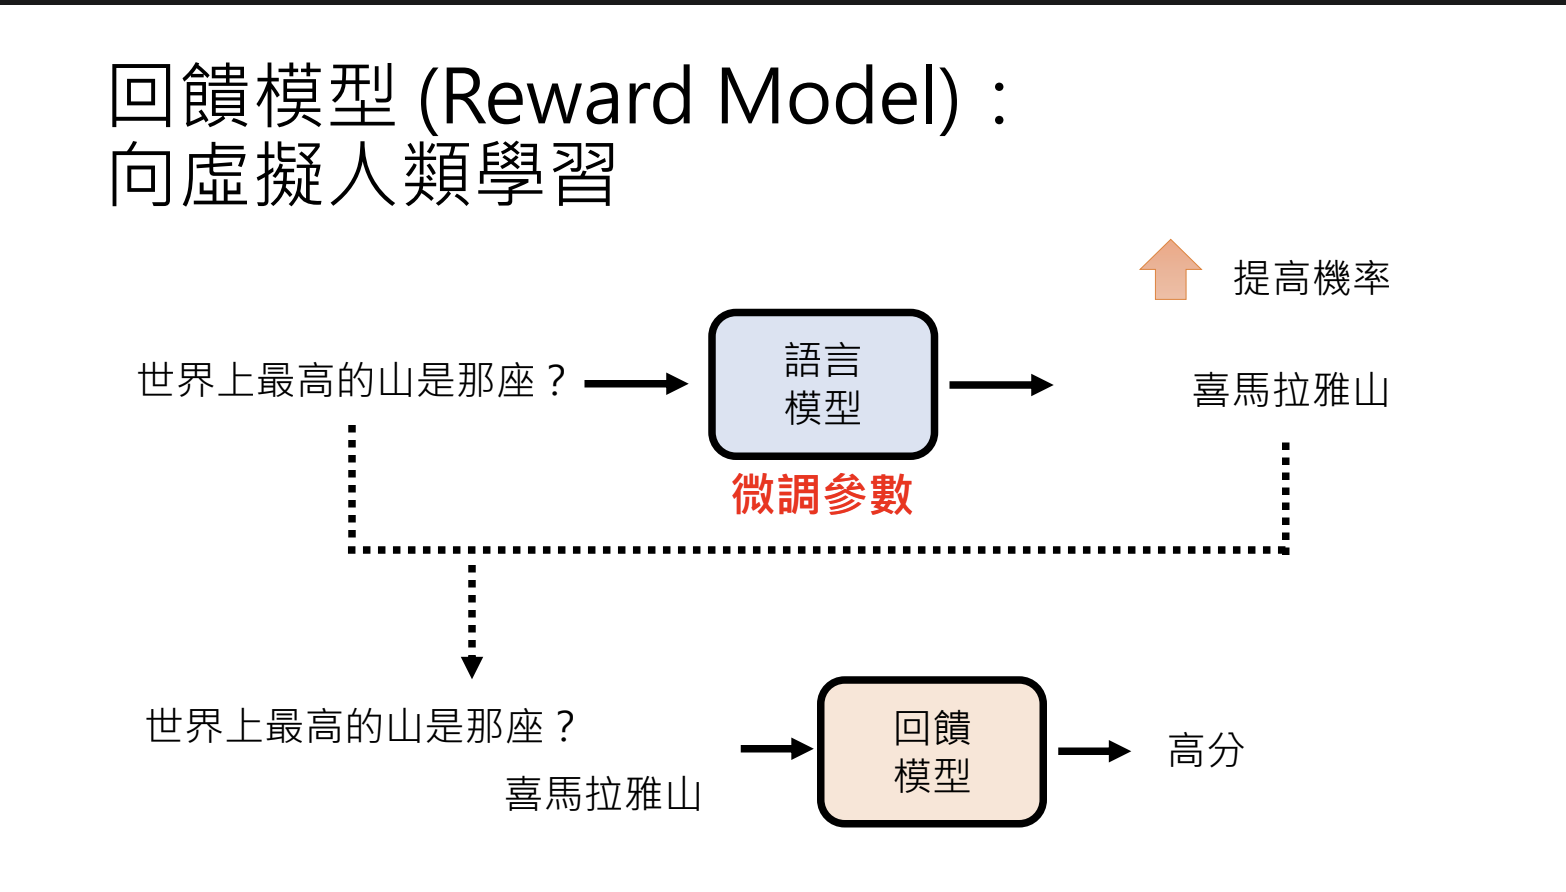 回饋模型 (Reward Model)：
向虛擬人類學習
提高機率
世界上最高的山是那座？
語言
模型
喜馬拉雅山
微調參數
世界上最高的山是那座？
喜馬拉雅山
回饋
模型
高分